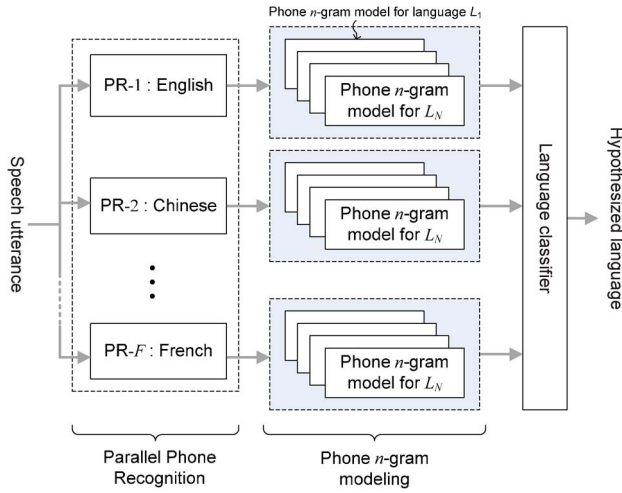 Phone n-gram model for language L₁
PR-1 : English
Phone n-gram
model for Lₙ
PR-2 : Chinese
Phone n-gram
model for Lₙ
PR-F : French
Phone n-gram
model for Lₙ
Speech utterance
Language classifier
Hypothesized language
Parallel Phone
Recognition
Phone n-gram
modeling